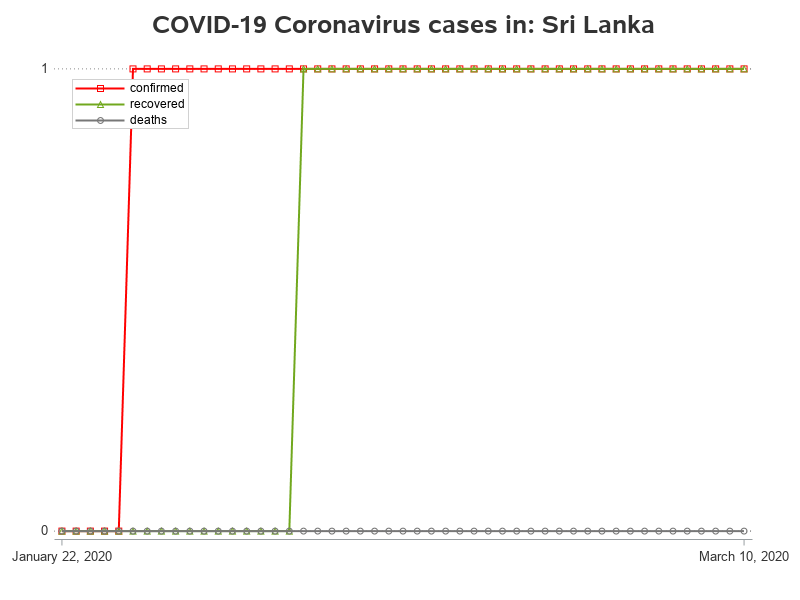 COVID-19 Coronavirus cases in: Sri Lanka
1
confirmed
recovered
deaths
0
January 22, 2020
March 10, 2020